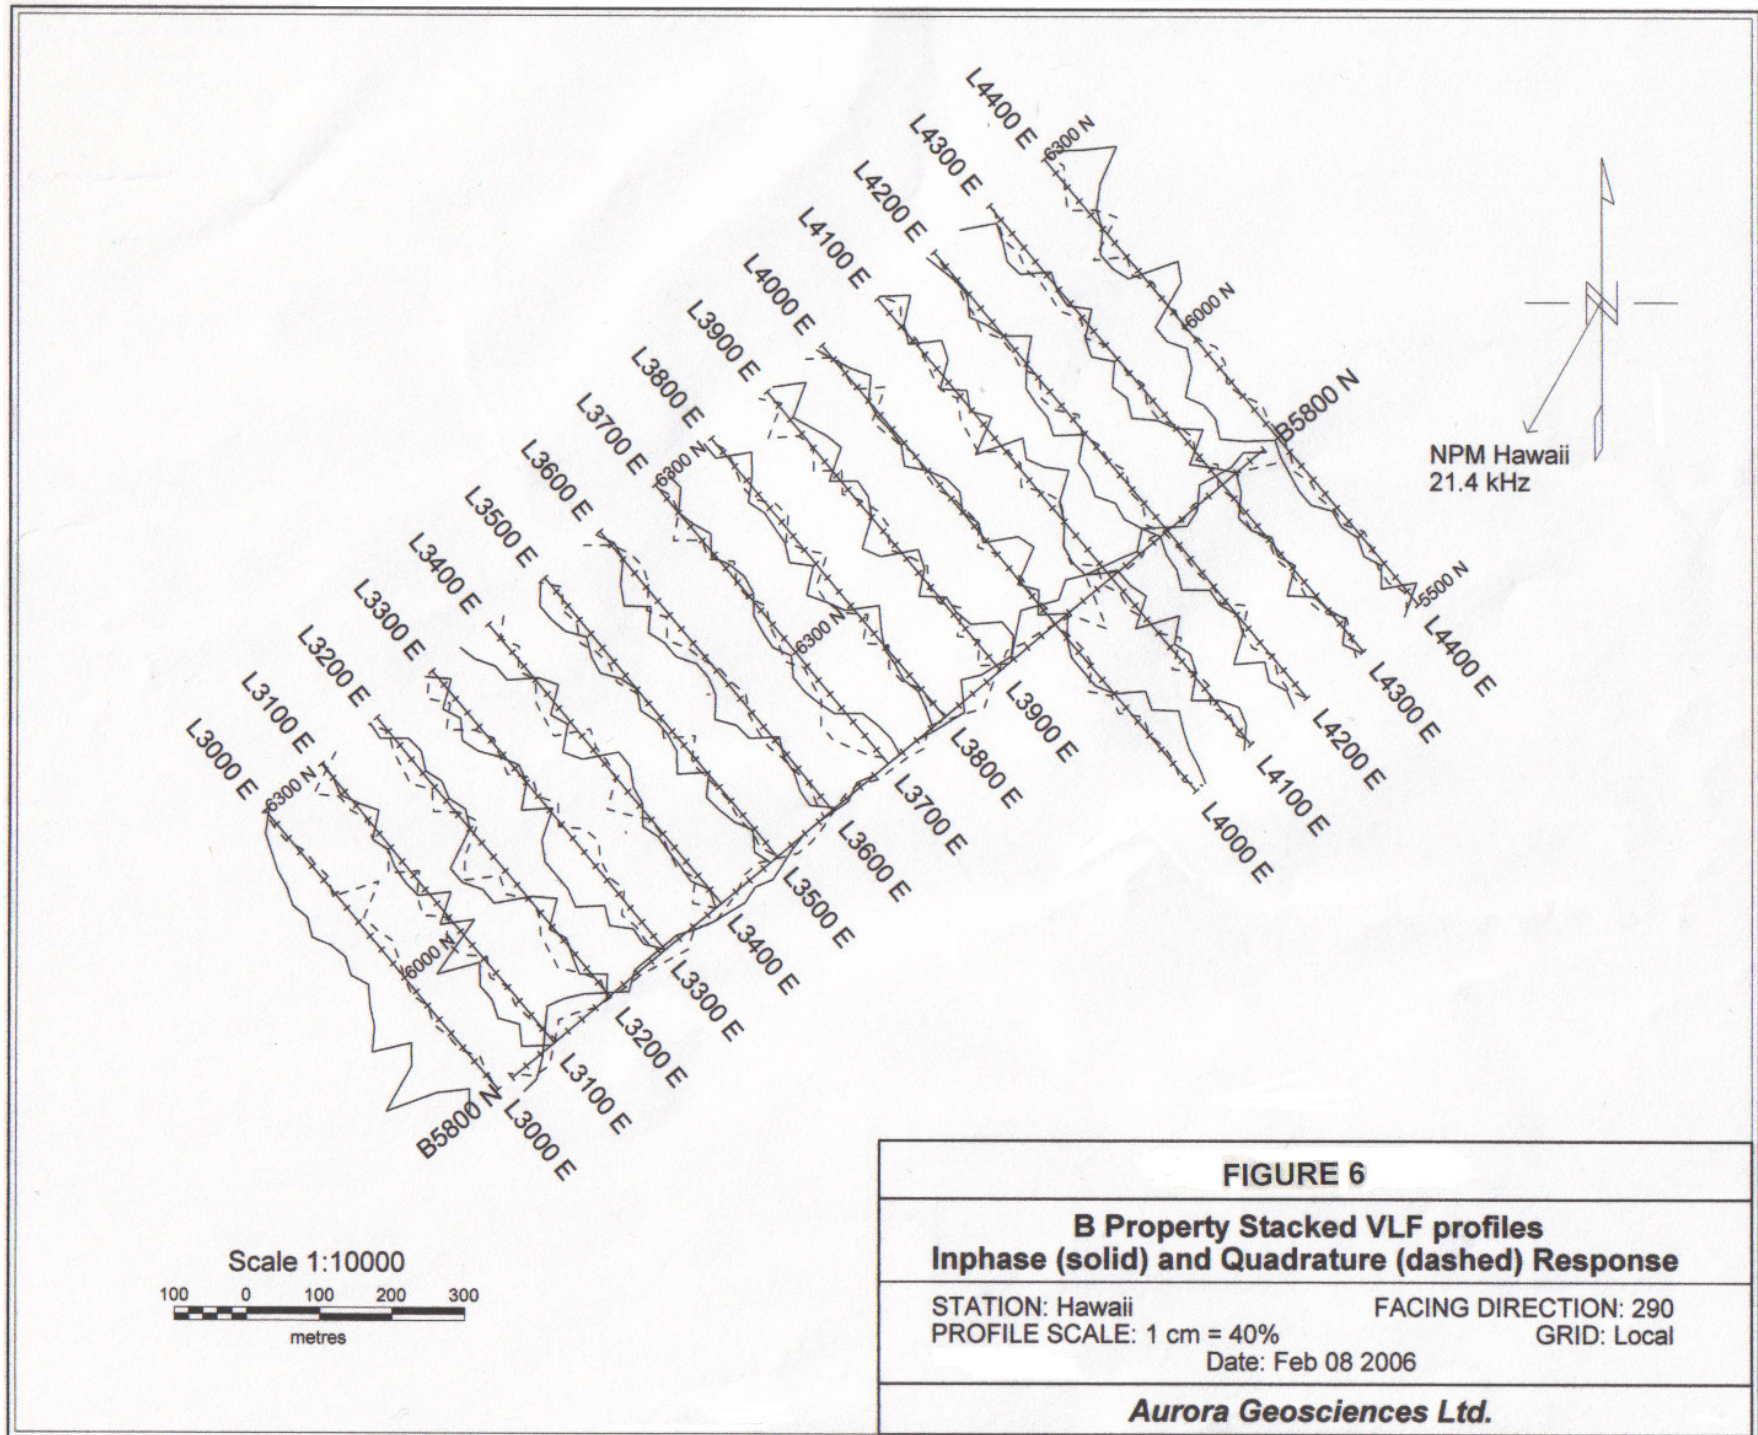 L4400 E
6300 N
L4300 E
L4200 E
L4100 E
L4000 E
L3900 E
L3800 E
L3700 E
L3600 E
L3500 E
L3400 E
L3300 E
L3200 E
L3100 E
L3000 E
6300 N
6300 N
6300 N
6000 N
6000 N
B5800 N
N
NPM Hawaii
21.4 kHz
5500 N
L4400 E
L4300 E
L4200 E
L4100 E
L4000 E
L3900 E
L3800 E
L3700 E
L3600 E
L3500 E
L3400 E
L3300 E
L3200 E
L3100 E
L3000 E
B5800 N
Scale 1:10000
100 0 100 200 300
metres
FIGURE 6
B Property Stacked VLF profiles
Inphase (solid) and Quadrature (dashed) Response
STATION: Hawaii FACING DIRECTION: 290
PROFILE SCALE: 1 cm = 40% GRID: Local
Date: Feb 08 2006
Aurora Geosciences Ltd.